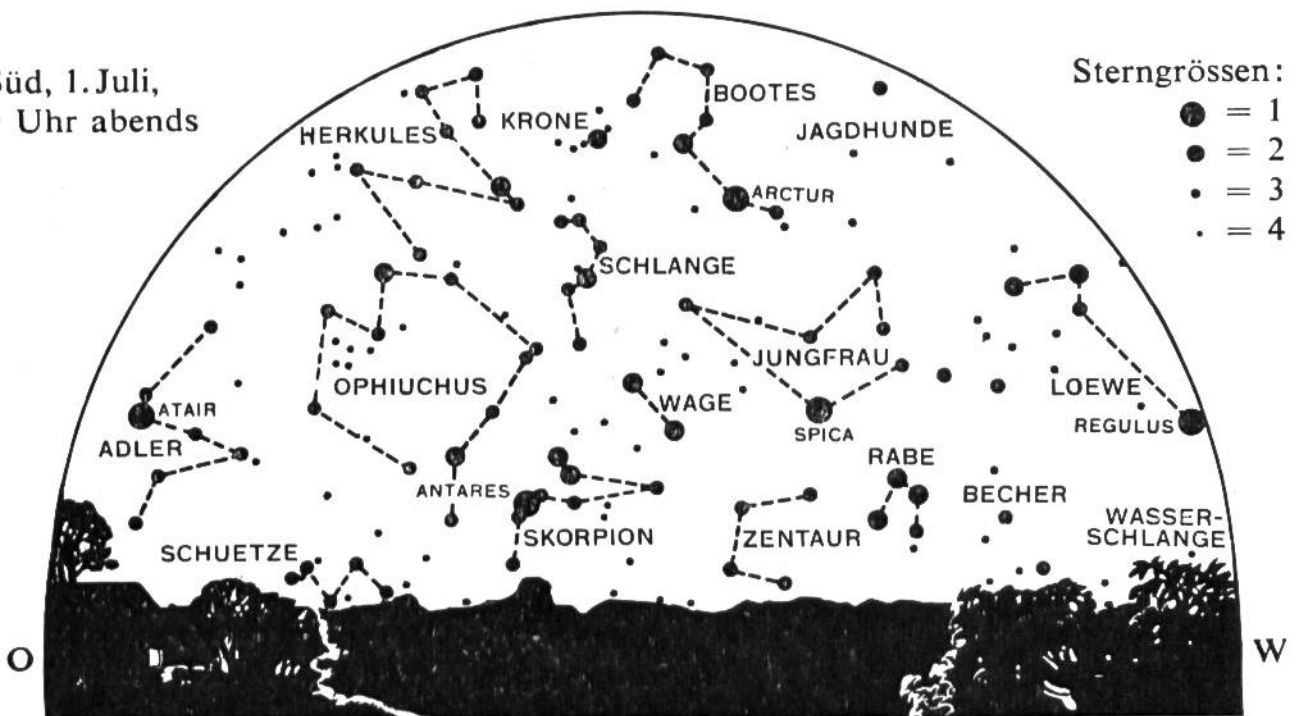 Süd, 1. Juli,
Uhr abends
Sterngrössen:
= 1
= 2
= 3
= 4
BOOTES
KRONE
HERKULES
JAGDHUNDE
ARCTUR
SCHLANGE
JUNGFRAU
OPHIUCHUS
LOEWE
WAGE
ATAIR
ADLER
SPICA
REGULUS
RABE
ANTARES
BECHER
SKORPION
ZENTAUR
WASSER-
SCHLANGE
SCHUETZE
O
W